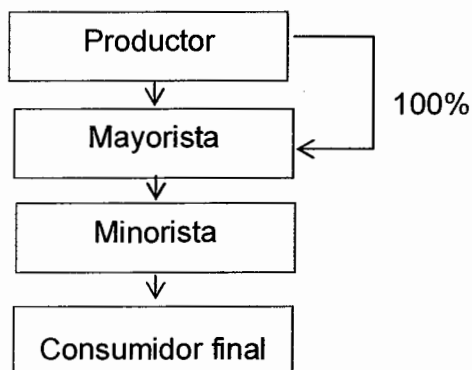 Productor
100%
Mayorista
Minorista
Consumidor final